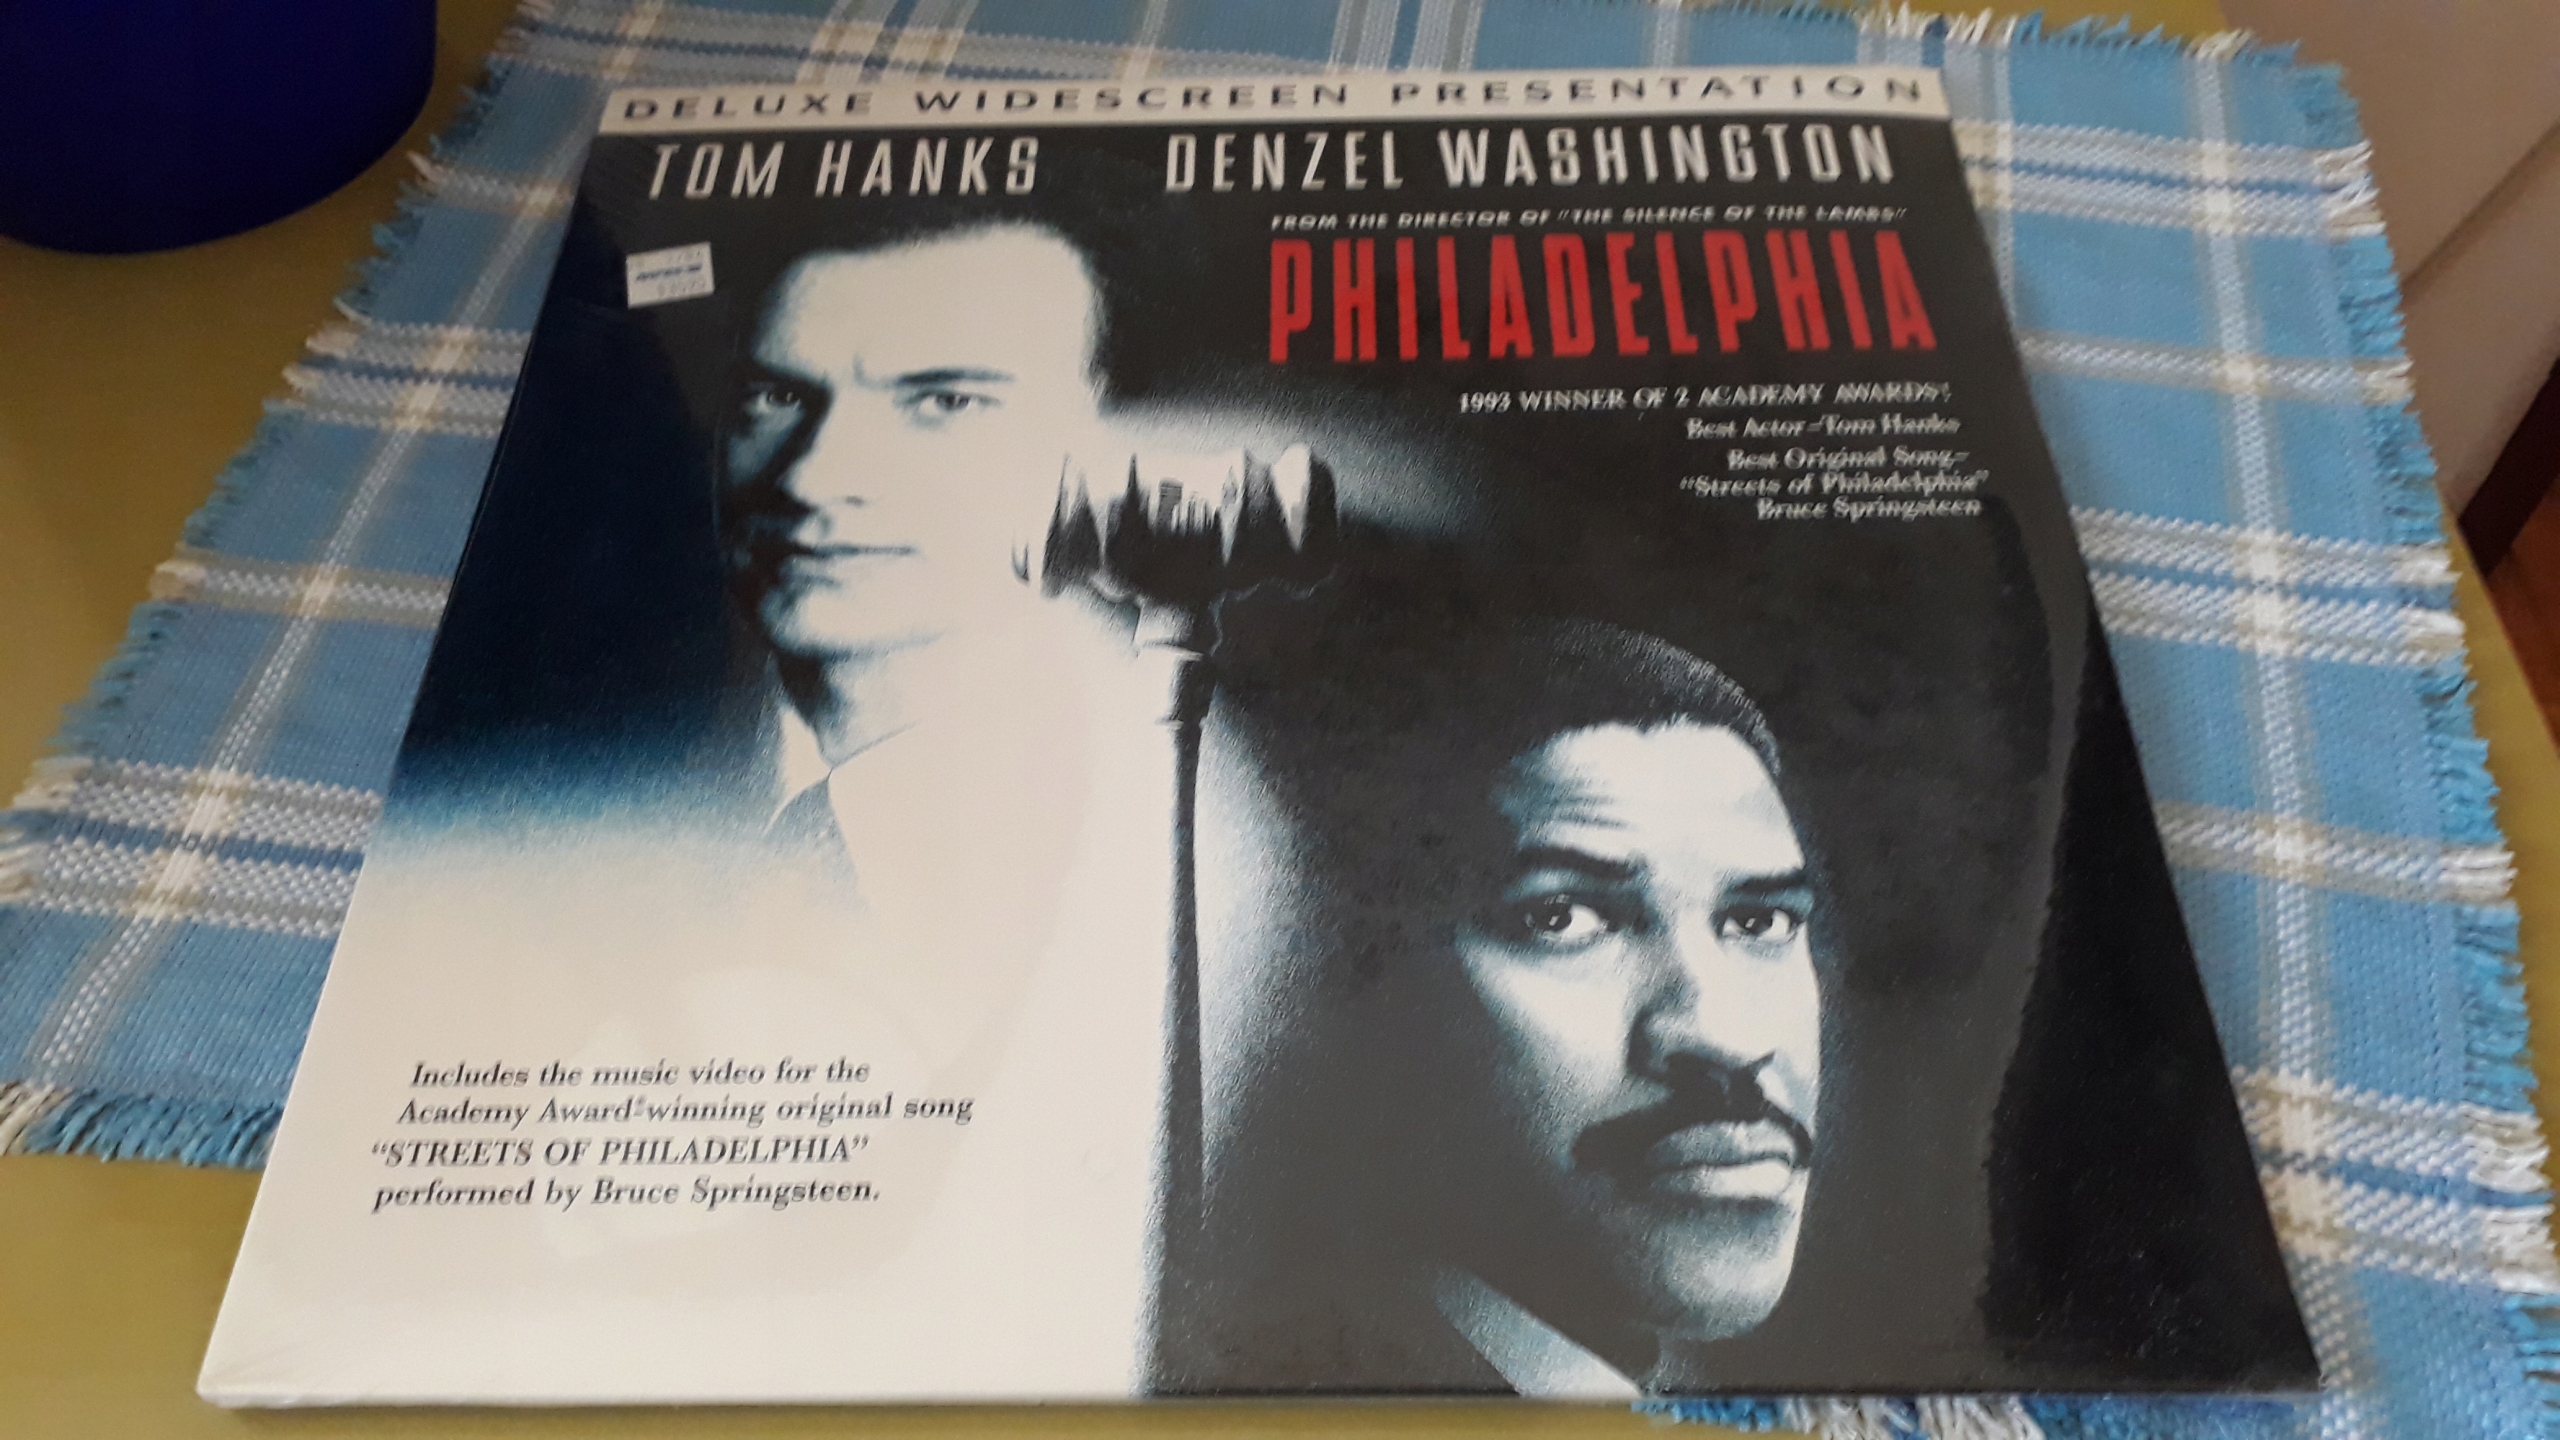 DELUXE WIDESCREEN PRESENTATION
TOM HANKS DENZEL WASHINGTON
FROM THE DIRECTOR OF "THE SILENCE OF THE LAMBS"
PHILADELPHIA
1993 WINNER OF 2 ACADEMY AWARDS!
Best Actor–Tom Hanks
Best Original Song–
“Streets of Philadelphia”
Bruce Springsteen
Includes the music video for the
Academy Award®winning original song
“STREETS OF PHILADELPHIA”
performed by Bruce Springsteen.